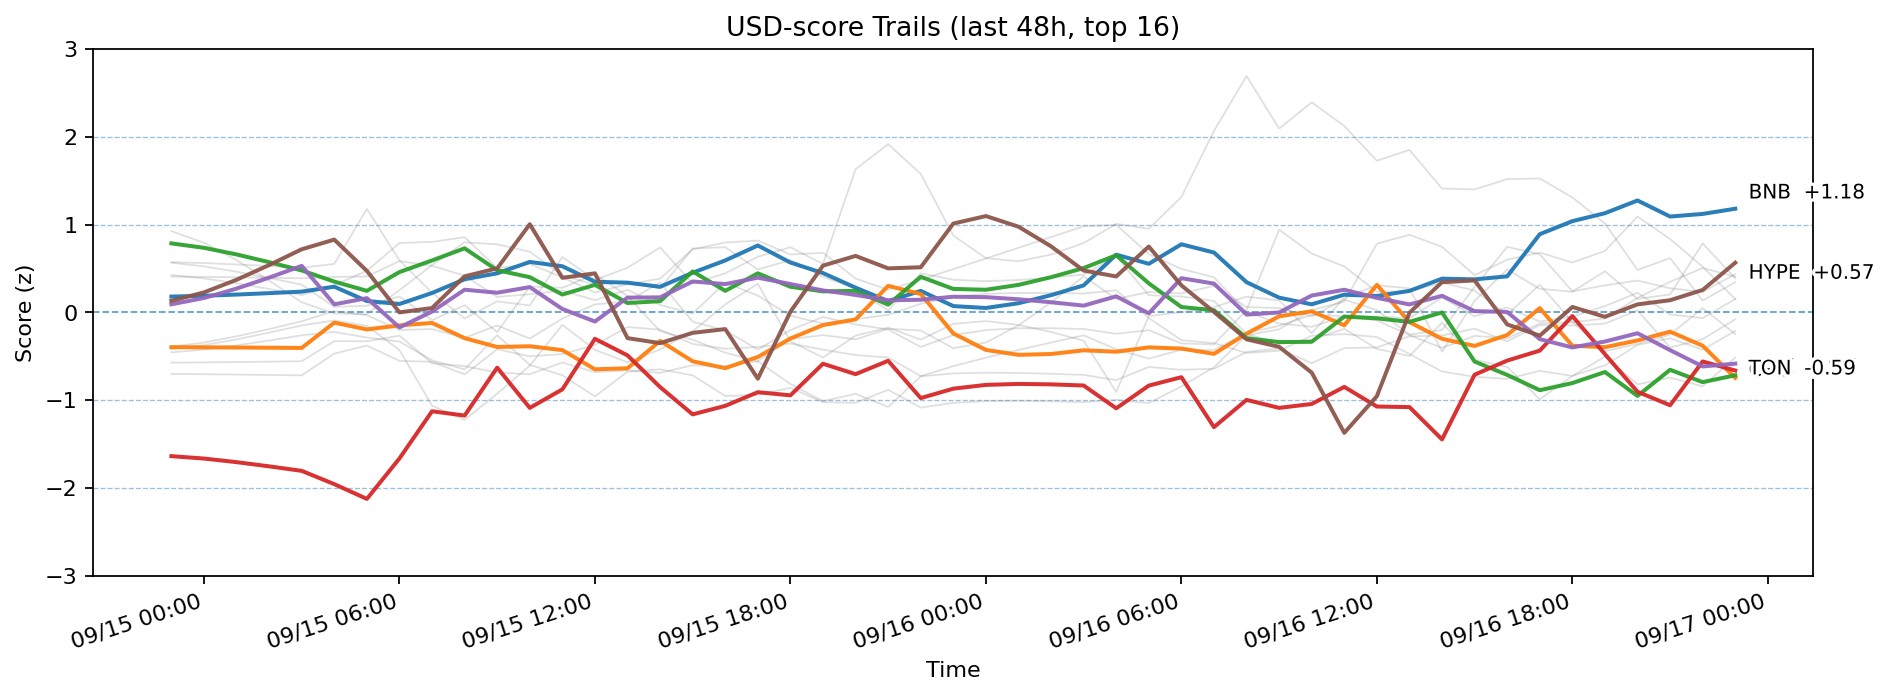 USD-score Trails (last 48h, top 16)
3
2
1
0
−1
−2
−3
Score (z)
BNB +1.18
HYPE +0.57
TON -0.59
09/15 00:00
09/15 06:00
09/15 12:00
09/15 18:00
09/16 00:00
09/16 06:00
09/16 12:00
09/16 18:00
09/17 00:00
Time